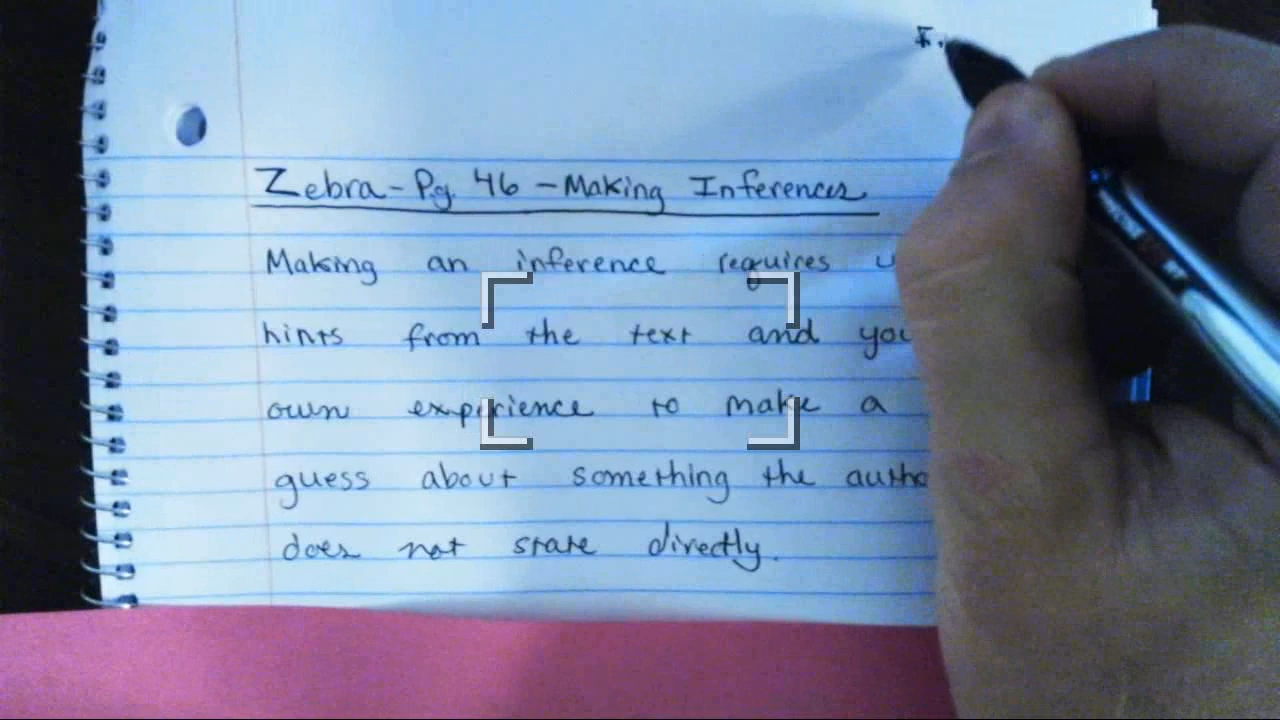 Zebra - Pg. 46 - Making Inferences
Making an inference requires u
hints from the text and you
own experience to make a
guess about something the autho
does not state directly.